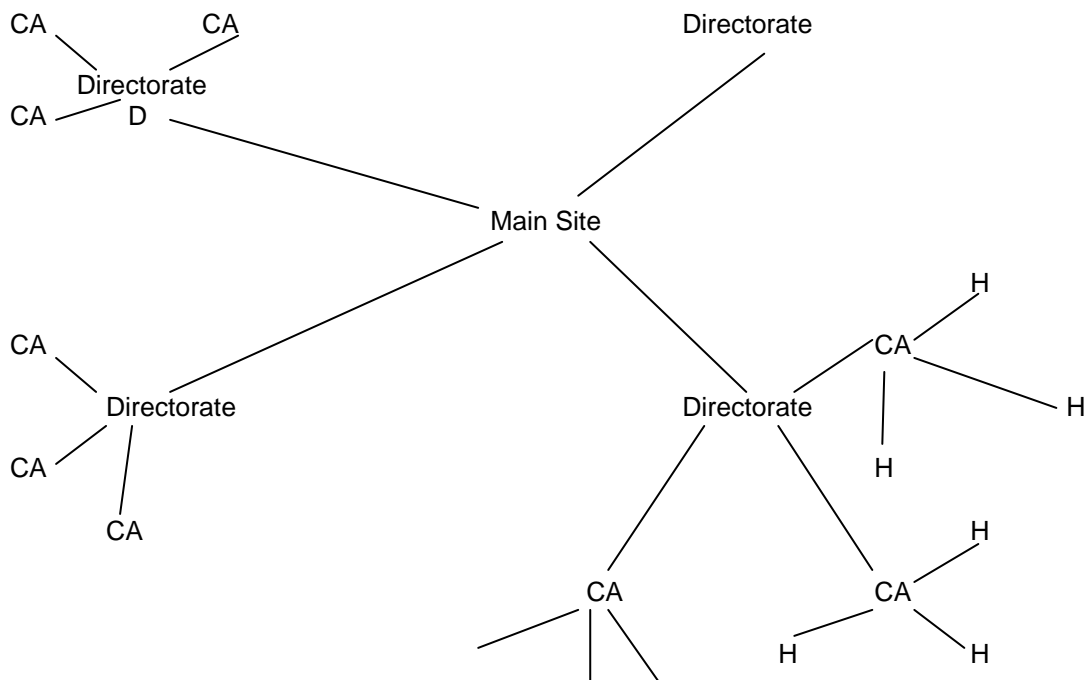 CA CA Directorate
Directorate
CA D
Main Site
H
CA CA
Directorate Directorate H
CA H
CA H
CA CA
H H